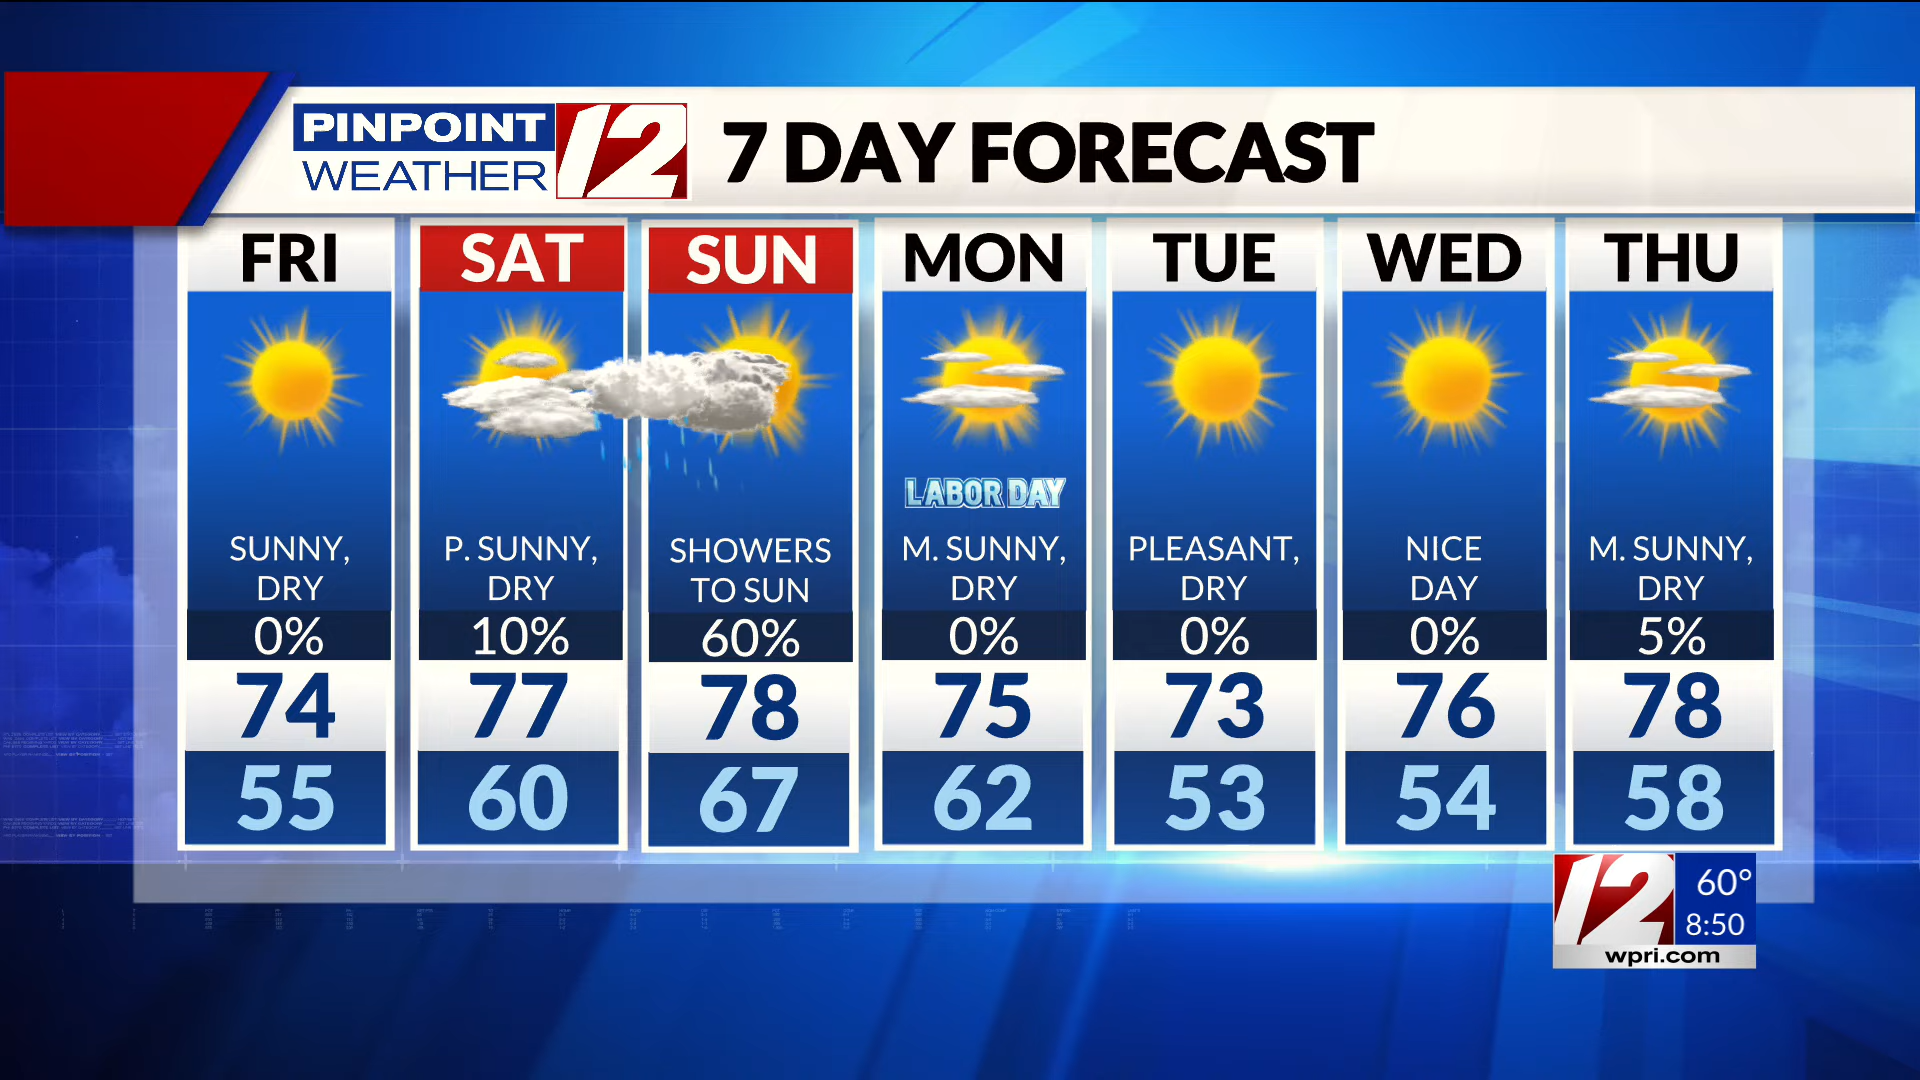 PINPOINT
WEATHER
12
7 DAY FORECAST
FRI
SUNNY,
DRY
0%
74
55
SAT
P. SUNNY,
DRY
10%
77
60
SUN
SHOWERS
TO SUN
60%
78
67
MON
LABOR DAY
M. SUNNY,
DRY
0%
75
62
TUE
PLEASANT,
DRY
0%
73
53
WED
NICE
DAY
0%
76
54
THU
M. SUNNY,
DRY
5%
78
58
12
60°
8:50
wpri.com